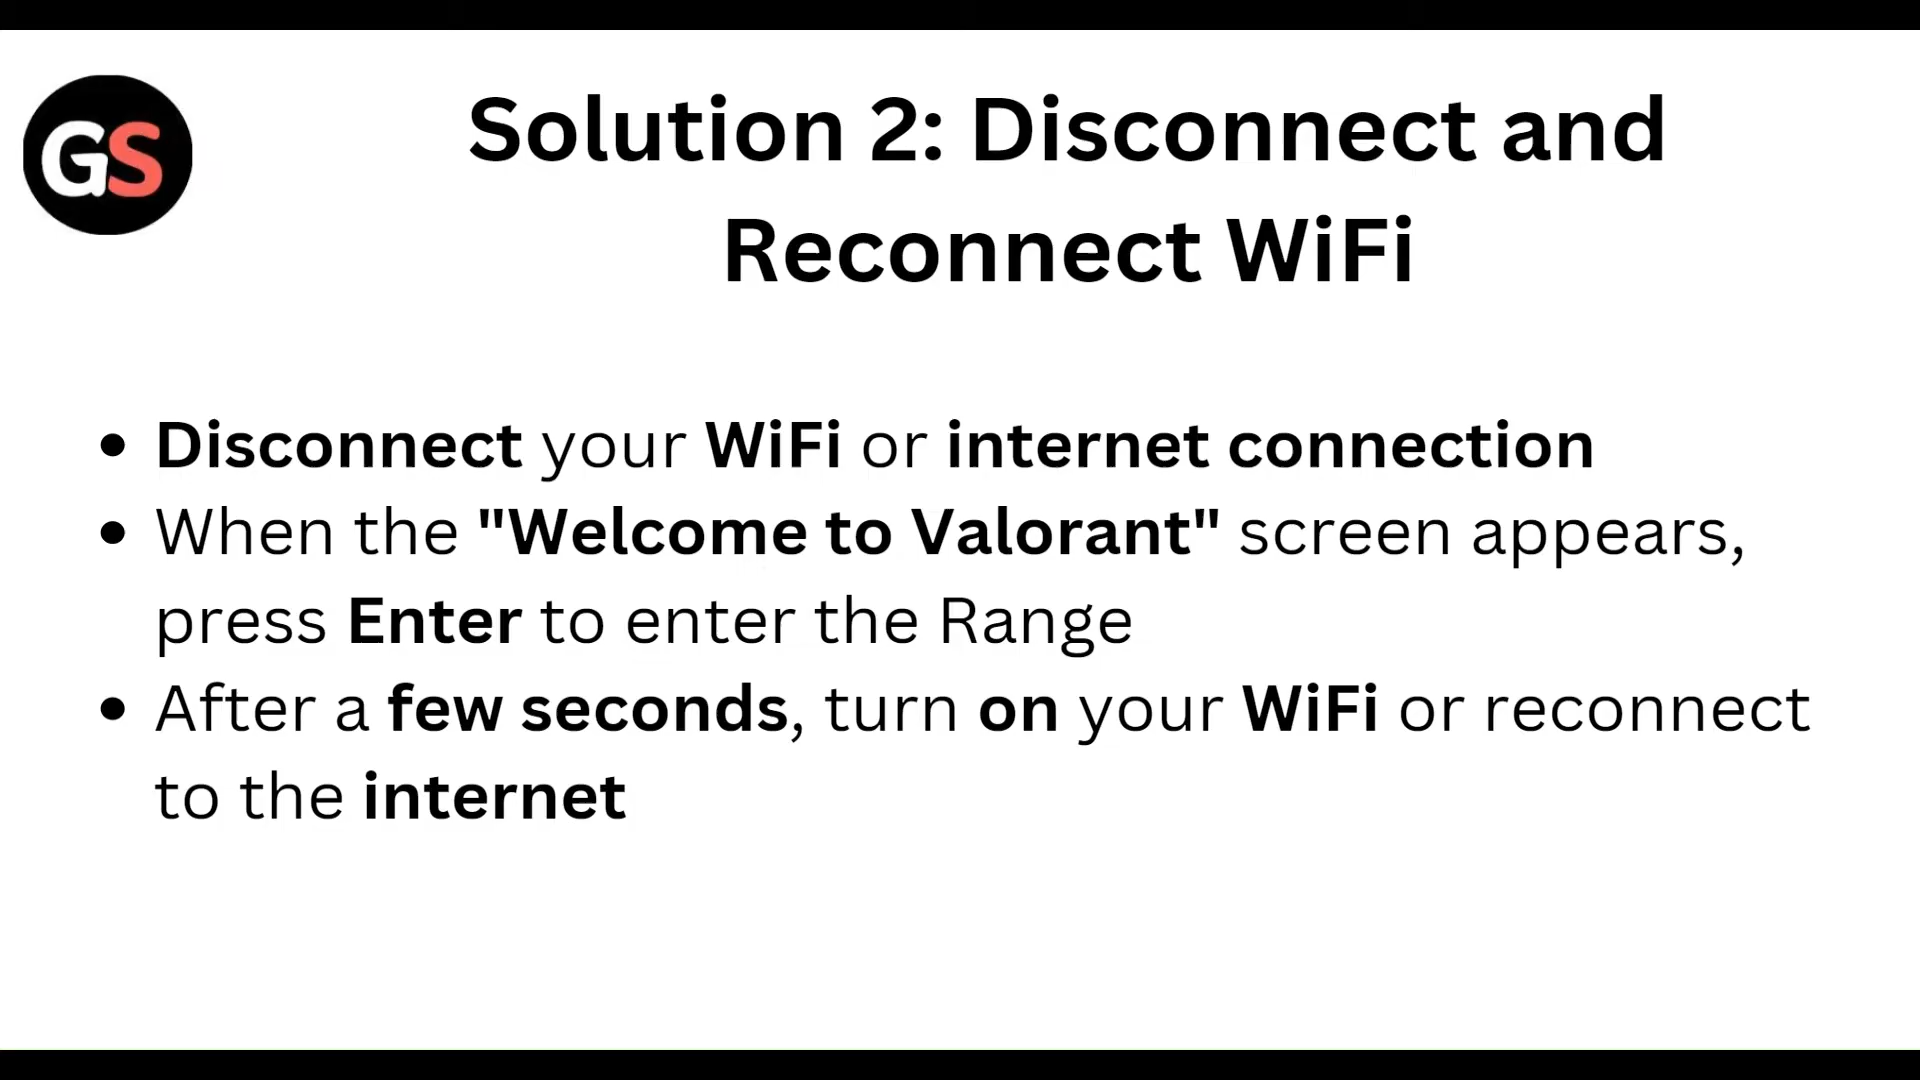 GS
Solution 2: Disconnect and
Reconnect WiFi
• Disconnect your WiFi or internet connection
• When the "Welcome to Valorant" screen appears,
press Enter to enter the Range
• After a few seconds, turn on your WiFi or reconnect
to the internet